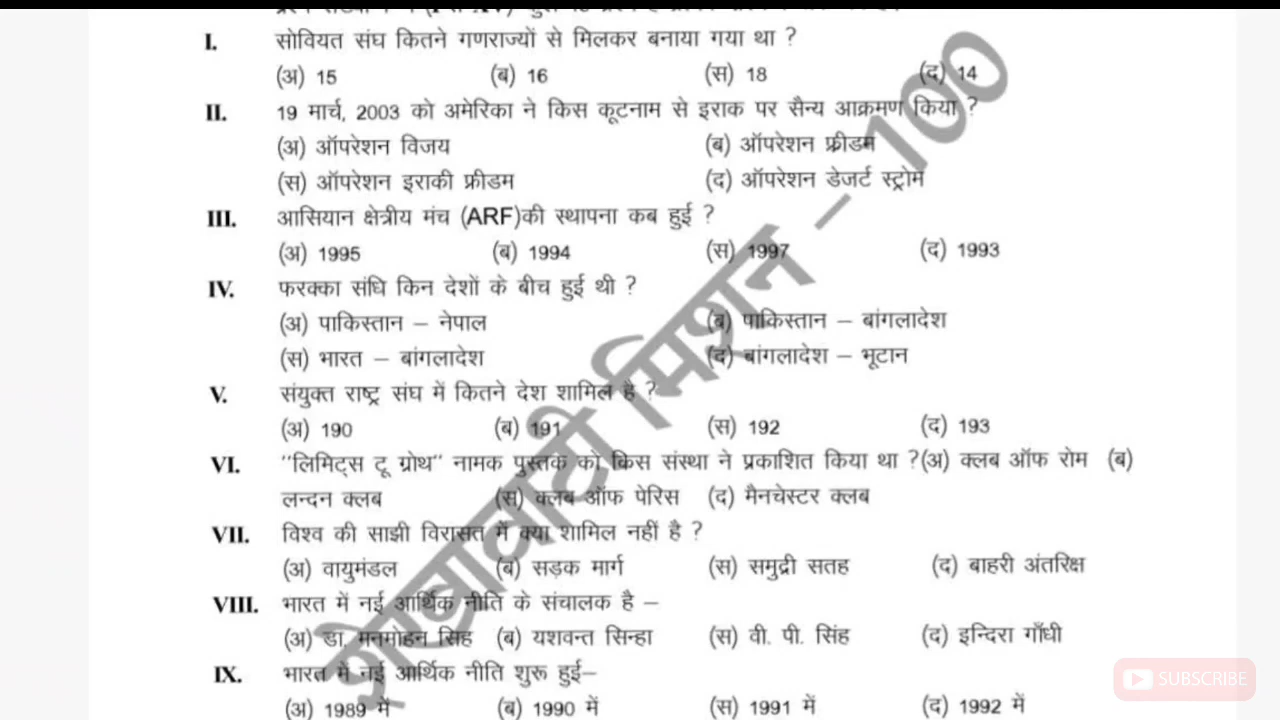 I. सोवियत संघ कितने गणराज्यों से मिलकर बनाया गया था ?
(अ) 15 (ब) 16 (स) 18 (द) 14
II. 19 मार्च, 2003 को अमेरिका ने किस कूटनाम से इराक पर सैन्य आक्रमण किया ?
(अ) ऑपरेशन विजय (ब) ऑपरेशन फ्रीडम
(स) ऑपरेशन इराकी फ्रीडम (द) ऑपरेशन डेजर्ट स्ट्रोम
III. आसियान क्षेत्रीय मंच (ARF)की स्थापना कब हुई ?
(अ) 1995 (ब) 1994 (स) 1997 (द) 1993
IV. फरक्का संधि किन देशों के बीच हुई थी ?
(अ) पाकिस्तान – नेपाल (ब) पाकिस्तान – बांगलादेश
(स) भारत – बांगलादेश (द) बांगलादेश – भूटान
V. संयुक्त राष्ट्र संघ में कितने देश शामिल है ?
(अ) 190 (ब) 191 (स) 192 (द) 193
VI. "लिमिट्स टू ग्रोथ" नामक पुस्तक को किस संस्था ने प्रकाशित किया था ?(अ) क्लब ऑफ रोम (ब)
लन्दन क्लब (स) क्लब ऑफ पेरिस (द) मैनचेस्टर क्लब
VII. विश्व की साझी विरासत में क्या शामिल नहीं है ?
(अ) वायुमंडल (ब) सड़क मार्ग (स) समुद्री सतह (द) बाहरी अंतरिक्ष
VIII. भारत में नई आर्थिक नीति के संचालक है –
(अ) डा. मनमोहन सिंह (ब) यशवन्त सिन्हा (स) वी. पी. सिंह (द) इन्दिरा गाँधी
IX. भारत में नई आर्थिक नीति शुरू हुई–
(अ) 1989 में (ब) 1990 में (स) 1991 में (द) 1992 में
शेखावाटी मिशन – 100
SUBSCRIBE